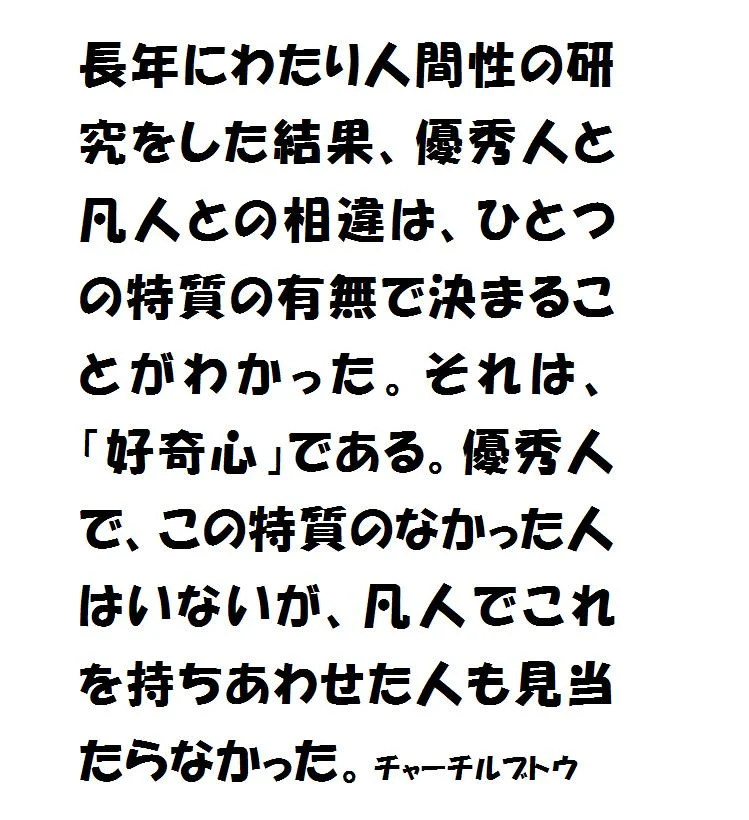 長年にわたり人間性の研
究をした結果、優秀人と
凡人との相違は、ひとつ
の特質の有無で決まるこ
とがわかった。それは、
「好奇心」である。優秀人
で、この特質のなかった人
はいないが、凡人でこれ
を持ちあわせた人も見当
たらなかった。チャーチルブトウ